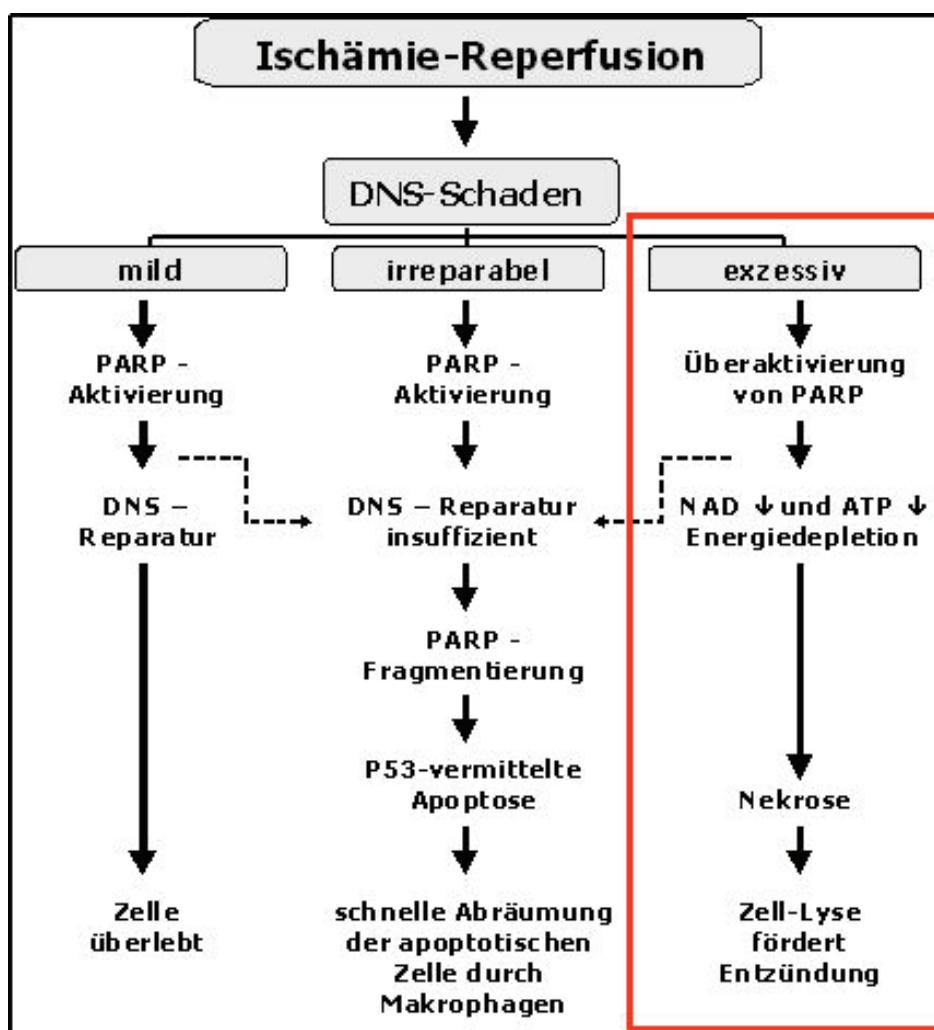 Ischämie-Reperfusion
DNS-Schaden
mild
PARP -
Aktivierung
DNS –
Reparatur
Zelle
überlebt
irreparabel
PARP -
Aktivierung
DNS – Reparatur
insuffizient
PARP -
Fragmentierung
P53-vermittelte
Apoptose
schnelle Abräumung
der apoptotischen
Zelle durch
Makrophagen
exzessiv
Überaktivierung
von PARP
NAD ↓ und ATP ↓
Energiedepletion
Nekrose
Zell-Lyse
fördert
Entzündung